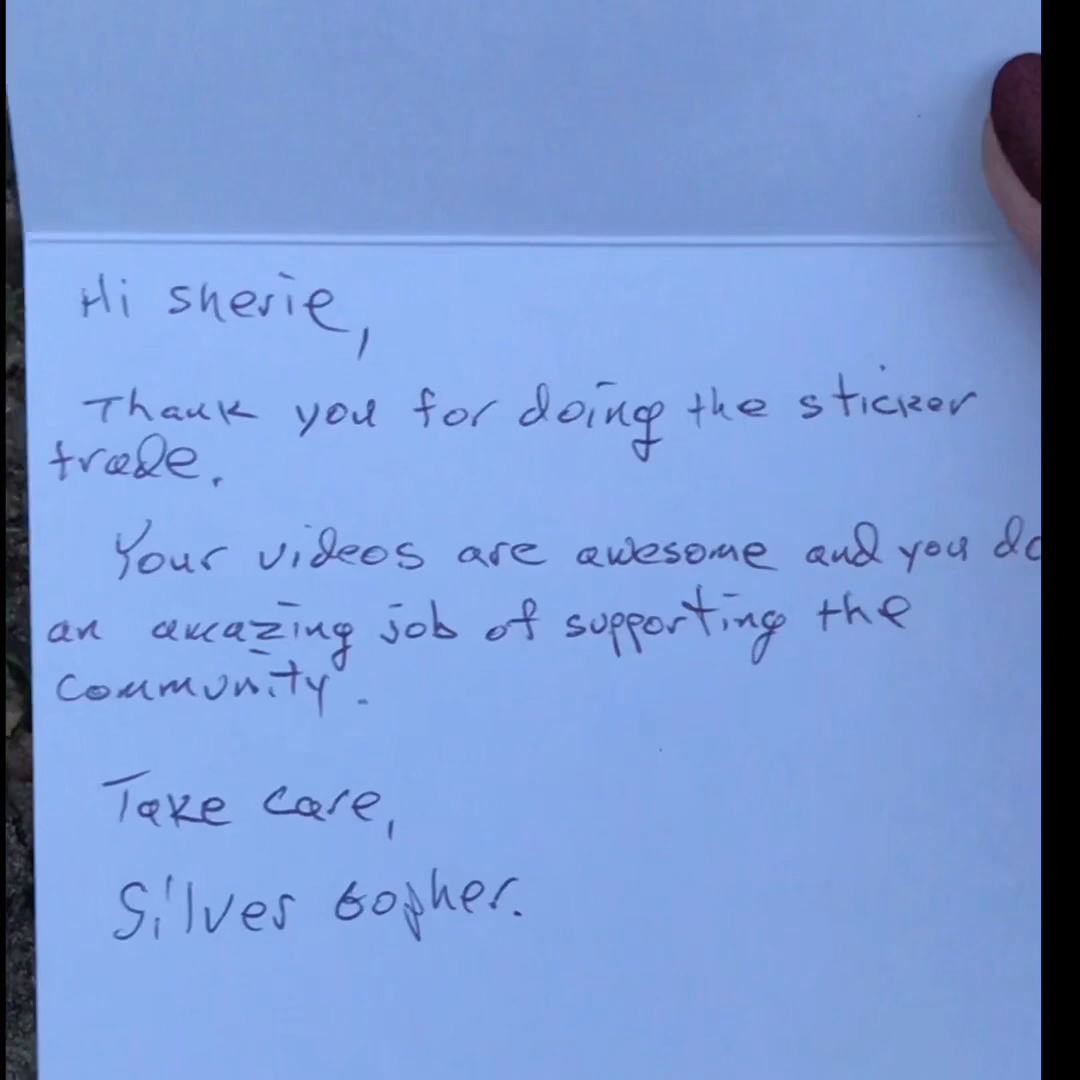 Hi Sherie,
Thank you for doing the sticker
trade.
Your videos are awesome and you do
an amazing job of supporting the
community.
Take care,
Silver Gopher.